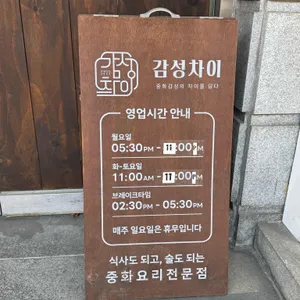 감성차이
감성차이
중화감성의 차이를 담다
영업시간 안내
월요일
05:30PM - 11:00PM
화-토요일
11:00AM - 11:00PM
브레이크타임
02:30PM - 05:30PM
매주 일요일은 휴무입니다
식사도 되고, 술도 되는
중화요리전문점